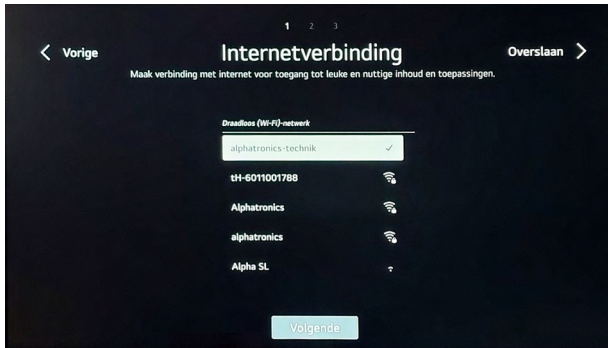 1 2 3
Vorige
Internetverbinding
Overslaan
Maak verbinding met internet voor toegang tot leuke en nuttige inhoud en toepassingen.
Draadloos (Wi-Fi)-netwerk
alphatronics-technik
tH-6011001788
Alphatronics
alphatronics
Alpha SL
Volgende